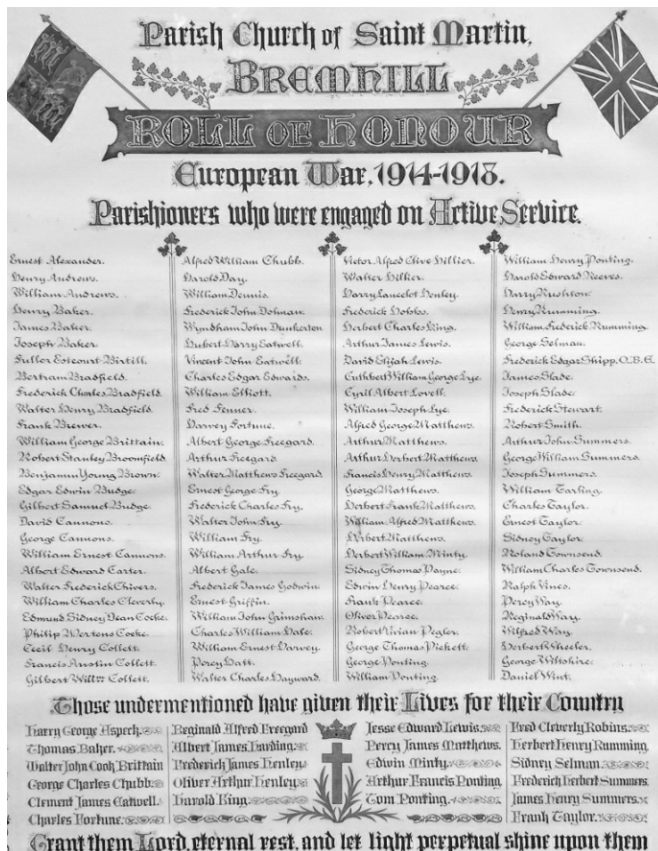 Parish Church of Saint Martin,
BREMHILL
ROLL OF HONOUR
European War, 1914-1918.
Parishioners who were engaged on Active Service.
Ernest Alexander.
Henry Andrews.
William Andrews.
Henry Baker.
James Baker.
Joseph Baker.
Fuller Estcourt Birtill.
Bertram Bradfield.
Frederick Charles Bradfield.
Walter Henry Bradfield.
Frank Brewer.
William George Brittain.
Robert Stanley Broomfield.
Benjamin Young Brown.
Edgar Edwin Budge.
Gilbert Samuel Budge.
David Cannons.
George Cannons.
William Ernest Cannons.
Albert Edward Carter.
Walter Frederick Chivers.
William Charles Cleverly.
Edmund Sidney Dean Cocke.
Philip Mertons Cocke.
Cecil Henry Collett.
Francis Austin Collett.
Gilbert Willm Collett.
Alfred William Chubb.
Harold Day.
William Dennis.
Frederick John Dolman.
Wyndham John Dunkerton
Hubert Harry Eatwell.
Vincent John Eatwell.
Charles Edgar Edwards.
William Elliott.
Fred Fenner.
Harvey Fortune.
Albert George Freegard.
Arthur Freegard.
Walter Matthews Freegard.
Ernest George Fry.
Frederick Charles Fry.
Walter John Fry.
William Fry.
William Arthur Fry.
Albert Gale.
Frederick James Godwin.
Ernest Griffin.
William John Grimshaw.
Charles William Hale.
William Ernest Harvey.
Percy Hatt.
Walter Charles Hayward.
Victor Alfred Clive Hillier.
Walter Hillier.
Harry Lancelot Henley.
Frederick Hobbs.
Herbert Charles King.
Arthur James Lewis.
David Elijah Lewis.
Cuthbert William George Lye.
Cyril Albert Lovell.
William Joseph Lye.
Alfred George Matthews.
Arthur Matthews.
Arthur Herbert Matthews.
Francis Henry Matthews.
George Matthews.
Herbert Frank Matthews.
William Alfred Matthews.
Herbert Matthews.
Herbert William Minty.
Sidney Thomas Payne.
Edwin Henry Pearce.
Frank Pearce.
Oliver Pearce.
Robert Vivian Pegler.
George Thomas Pickett.
George Ponting.
William Ponting
William Henry Ponting.
Harold Edward Reeves.
Harry Rushton.
Henry Rumming.
William Frederick Rumming.
George Selman.
Frederick Edgar Shipp, O.B.E.
James Slade.
Joseph Slade.
Frederick Stewart.
Robert Smith.
Arthur John Summers.
George William Summers.
Joseph Summers.
William Tarling.
Charles Taylor.
Ernest Taylor.
Sidney Taylor.
Roland Townsend.
William Charles Townsend.
Ralph Vines.
Percy Way.
Reginald Way.
Wilfred Way.
Herbert Wheeler.
George Wiltshire.
Daniel Wint.
Those undermentioned have given their Lives for their Country
Harry George Aspeck.
Thomas Baker.
Walter John Cook Brittain
George Charles Chubb.
Clement James Eatwell.
Charles Fortune.
Reginald Alfred Freegard
Albert James Harding.
Frederick James Henley.
Oliver Arthur Henley.
Harold King.
Jesse Edward Lewis.
Percy James Matthews.
Edwin Minty.
Arthur Francis Ponting.
Tom Ponting.
Fred Cleverly Robins.
Herbert Henry Rumming.
Sidney Selman.
Frederick Herbert Summers.
James Henry Summers.
Frank Taylor.
Grant them Lord, eternal rest, and let light perpetual shine upon them